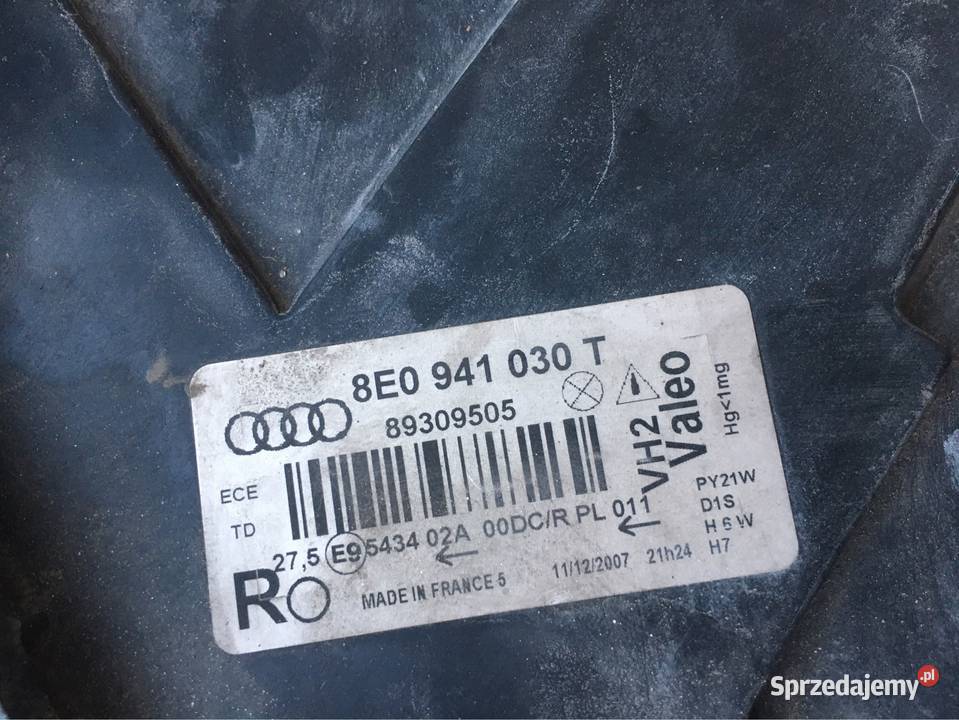 8E0 941 030 T
89309505
ECE
TD
VH2
Valeo
Hg<1mg
PY21W
D1S
H 6 W
H7
27,5 E9 5434 02A 00DC/R PL 011
R
MADE IN FRANCE 5
11/12/2007 21h24
Sprzedajemy.pl